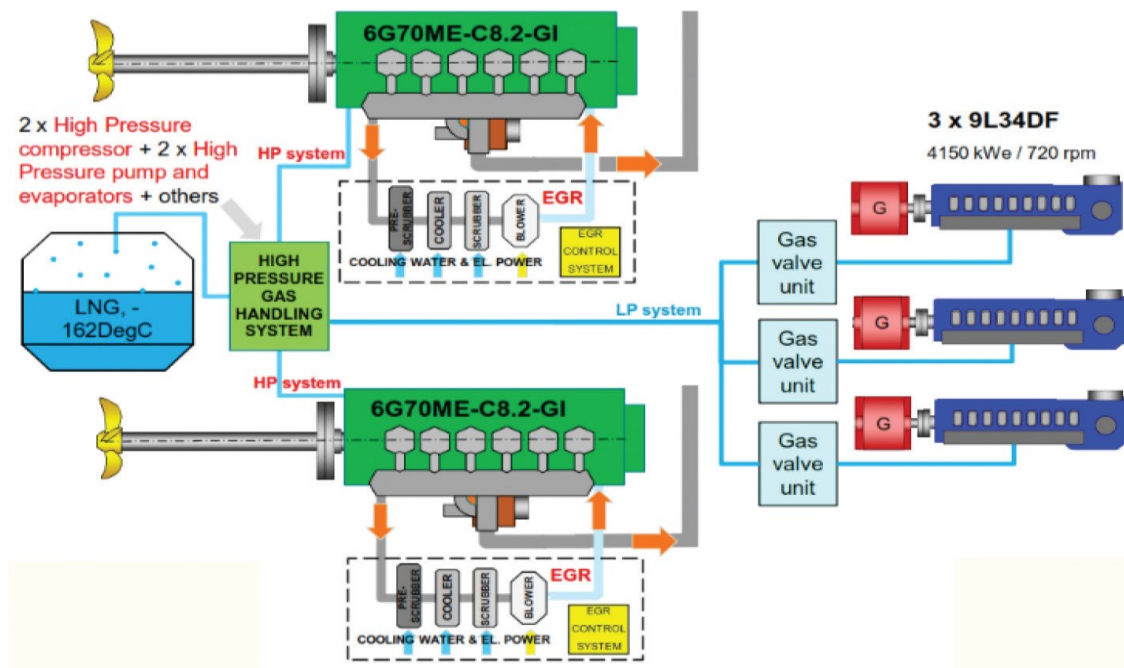 6G70ME-C8.2-GI
2 x High Pressure
compressor + 2 x High
Pressure pump and
evaporators + others
HP system
EGR
PRE-
SCRUBBER
COOLER
SCRUBBER
BLOWER
EGR
CONTROL
SYSTEM
COOLING WATER & EL. POWER
LNG, -
162DegC
HIGH
PRESSURE
GAS
HANDLING
SYSTEM
LP system
HP system
6G70ME-C8.2-GI
EGR
PRE-
SCRUBBER
COOLER
SCRUBBER
BLOWER
EGR
CONTROL
SYSTEM
COOLING WATER & EL. POWER
3 x 9L34DF
4150 kWe / 720 rpm
G
Gas
valve
unit
G
Gas
valve
unit
G
Gas
valve
unit